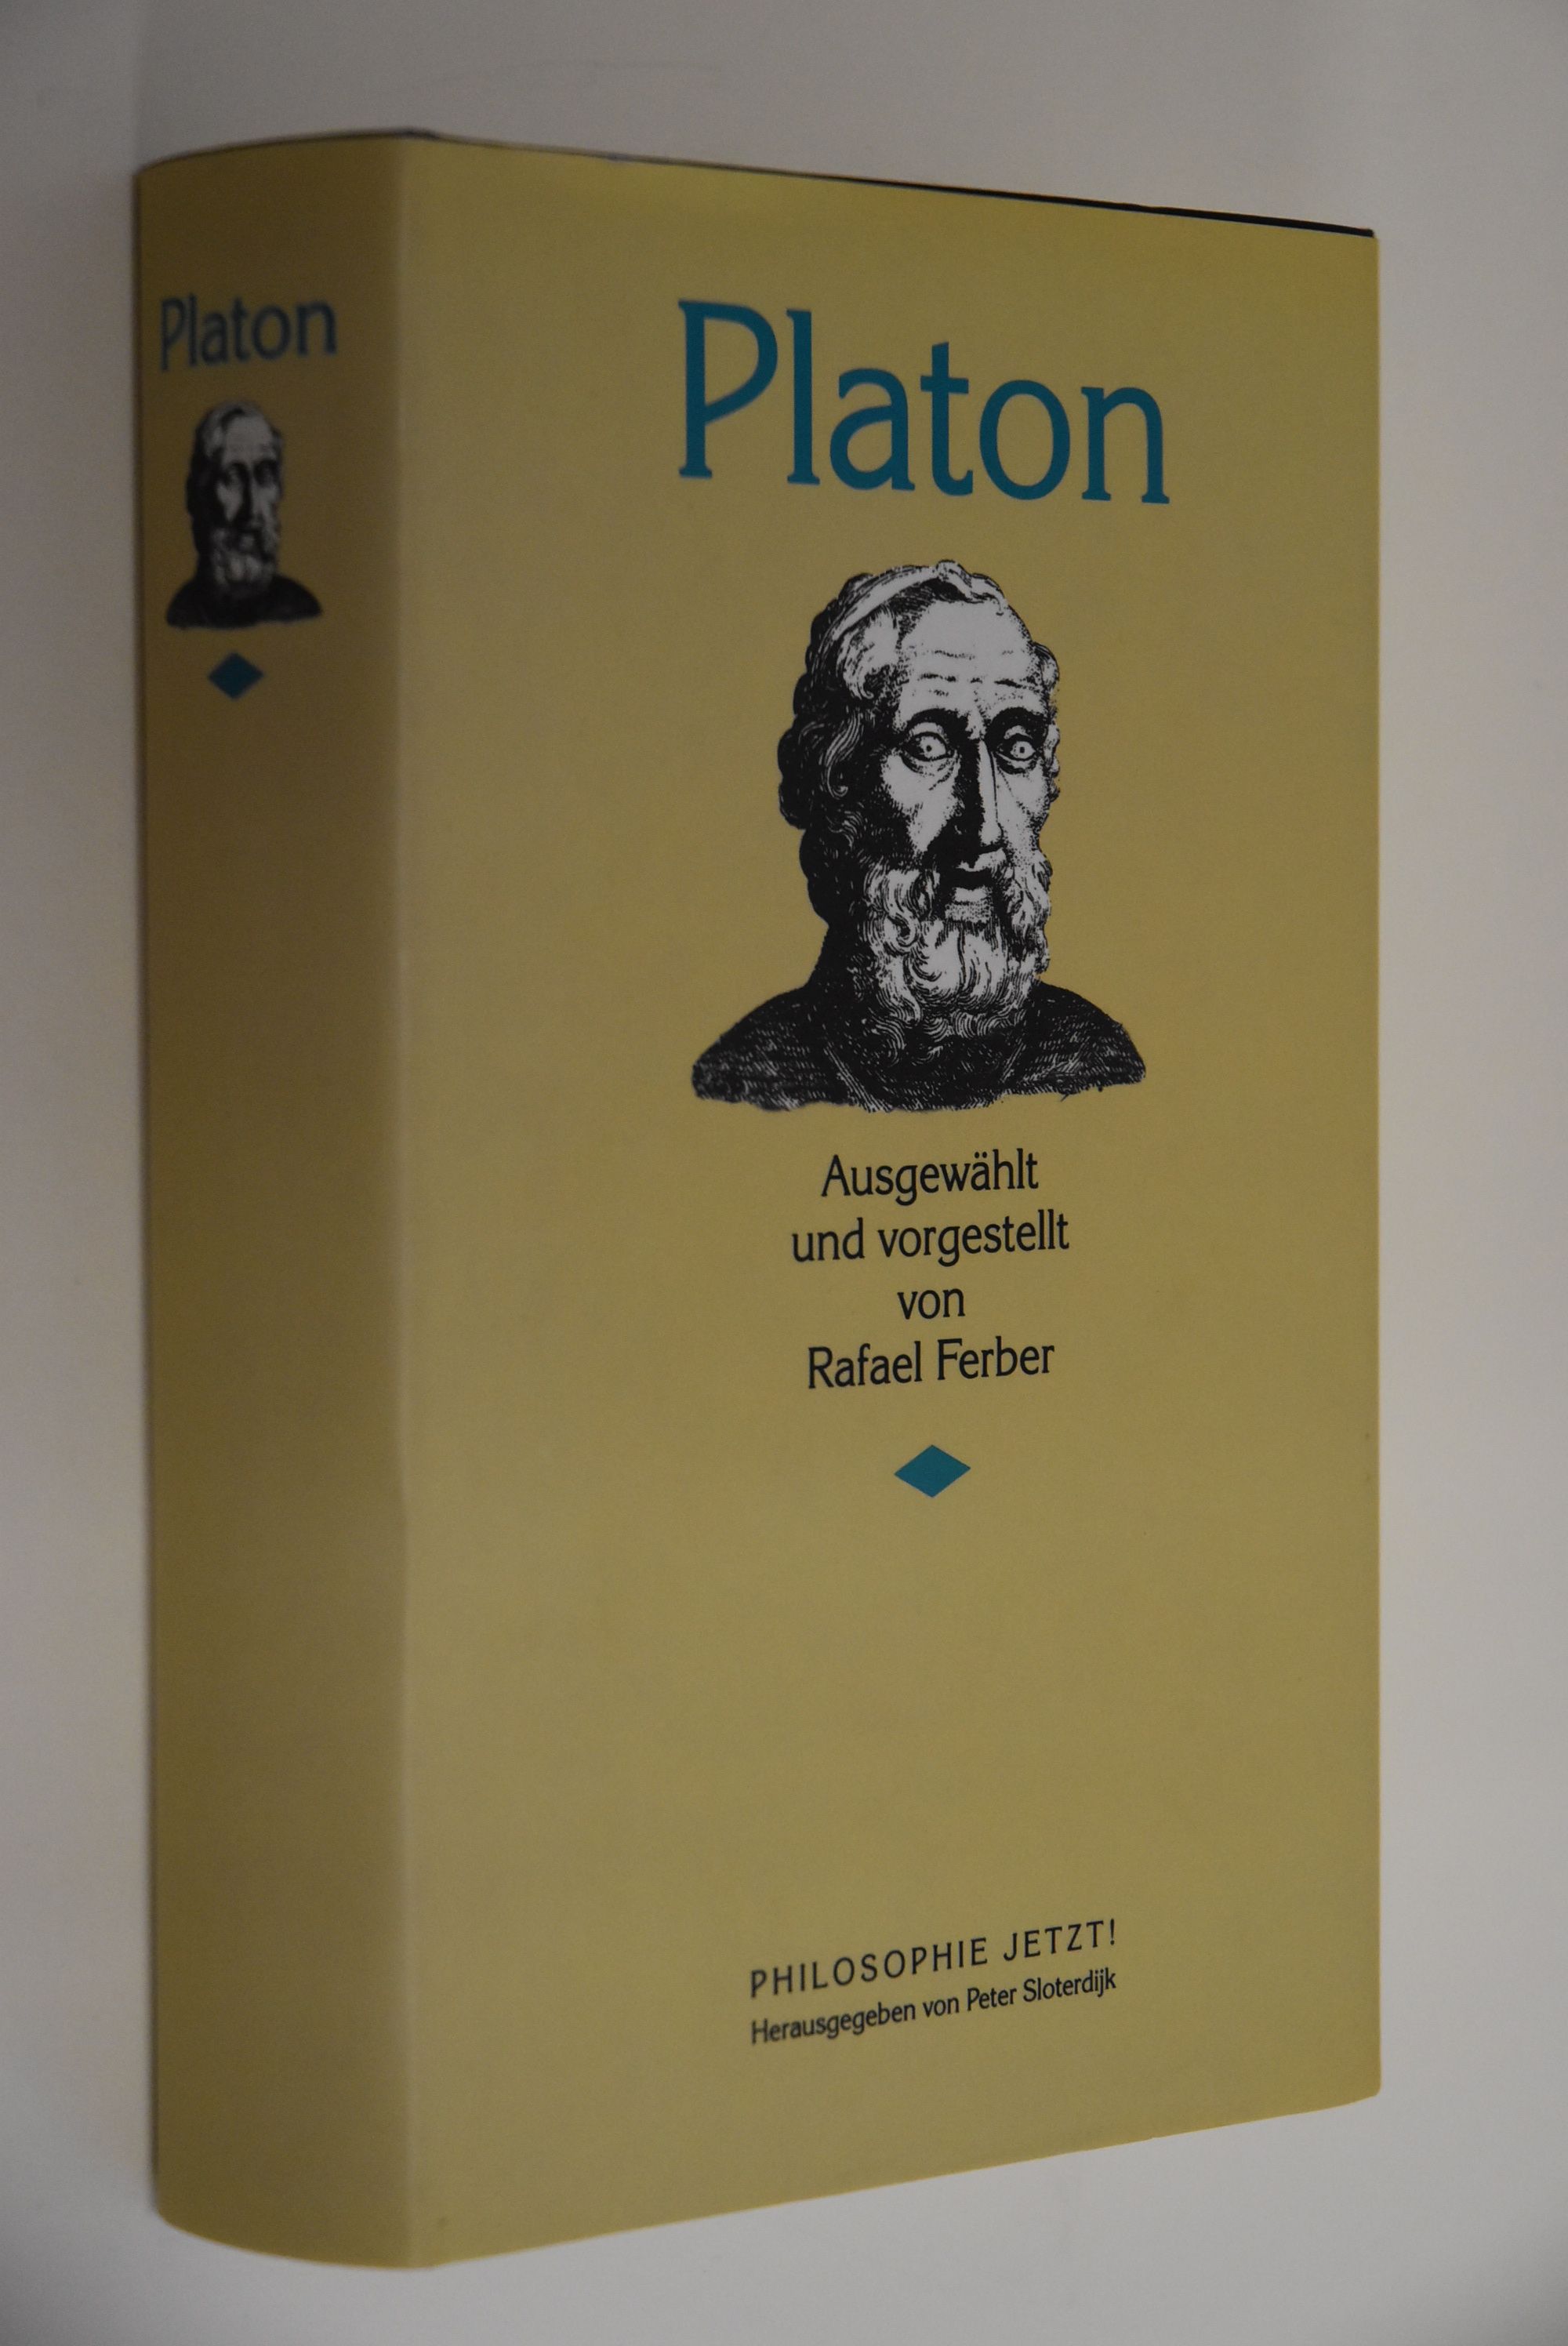 Platon
Platon
Ausgewählt
und vorgestellt
von
Rafael Ferber
PHILOSOPHIE JETZT!
Herausgegeben von Peter Sloterdijk